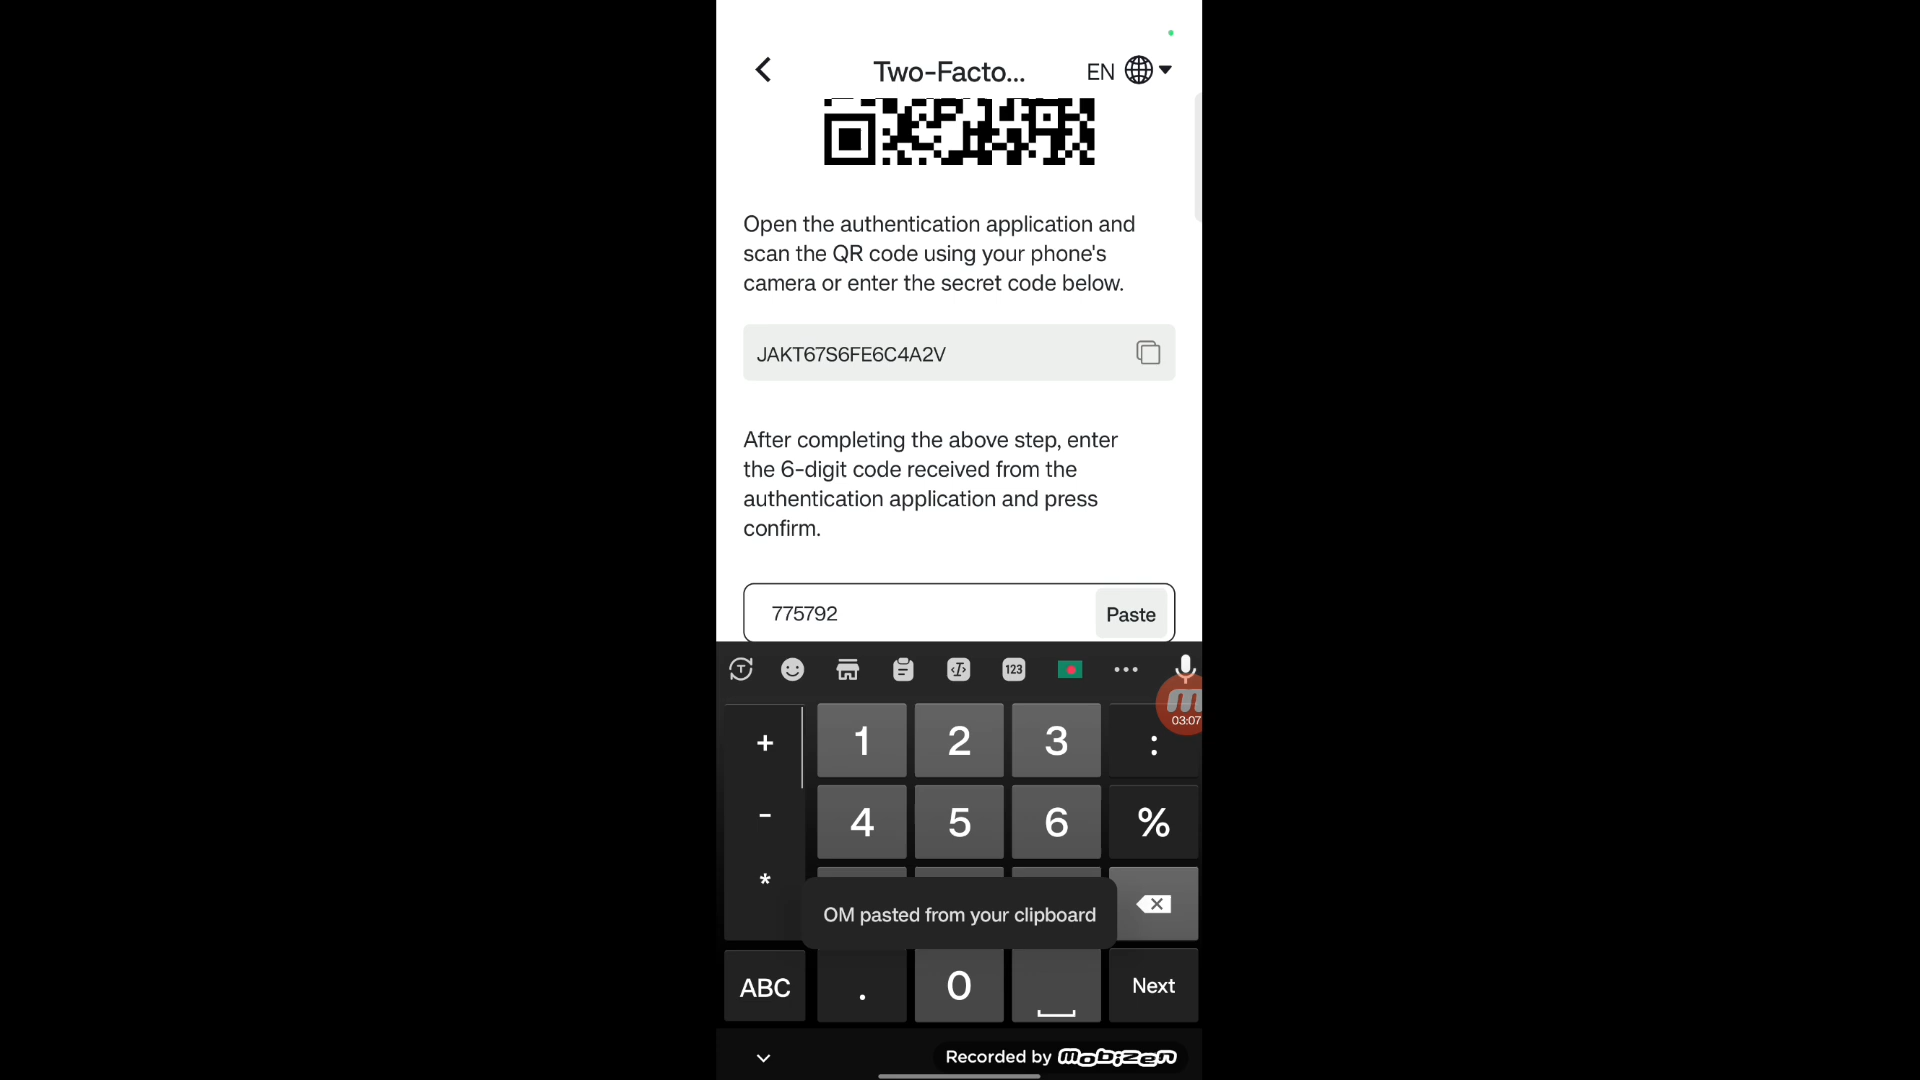 Two-Facto...
EN
Open the authentication application and
scan the QR code using your phone's
camera or enter the secret code below.
JAKT67S6FE6C4A2V
After completing the above step, enter
the 6-digit code received from the
authentication application and press
confirm.
775792
Paste
123
03:07
+ 1 2 3 :
- 4 5 6 %
*
OM pasted from your clipboard
ABC . 0 Next
Recorded by mobizen